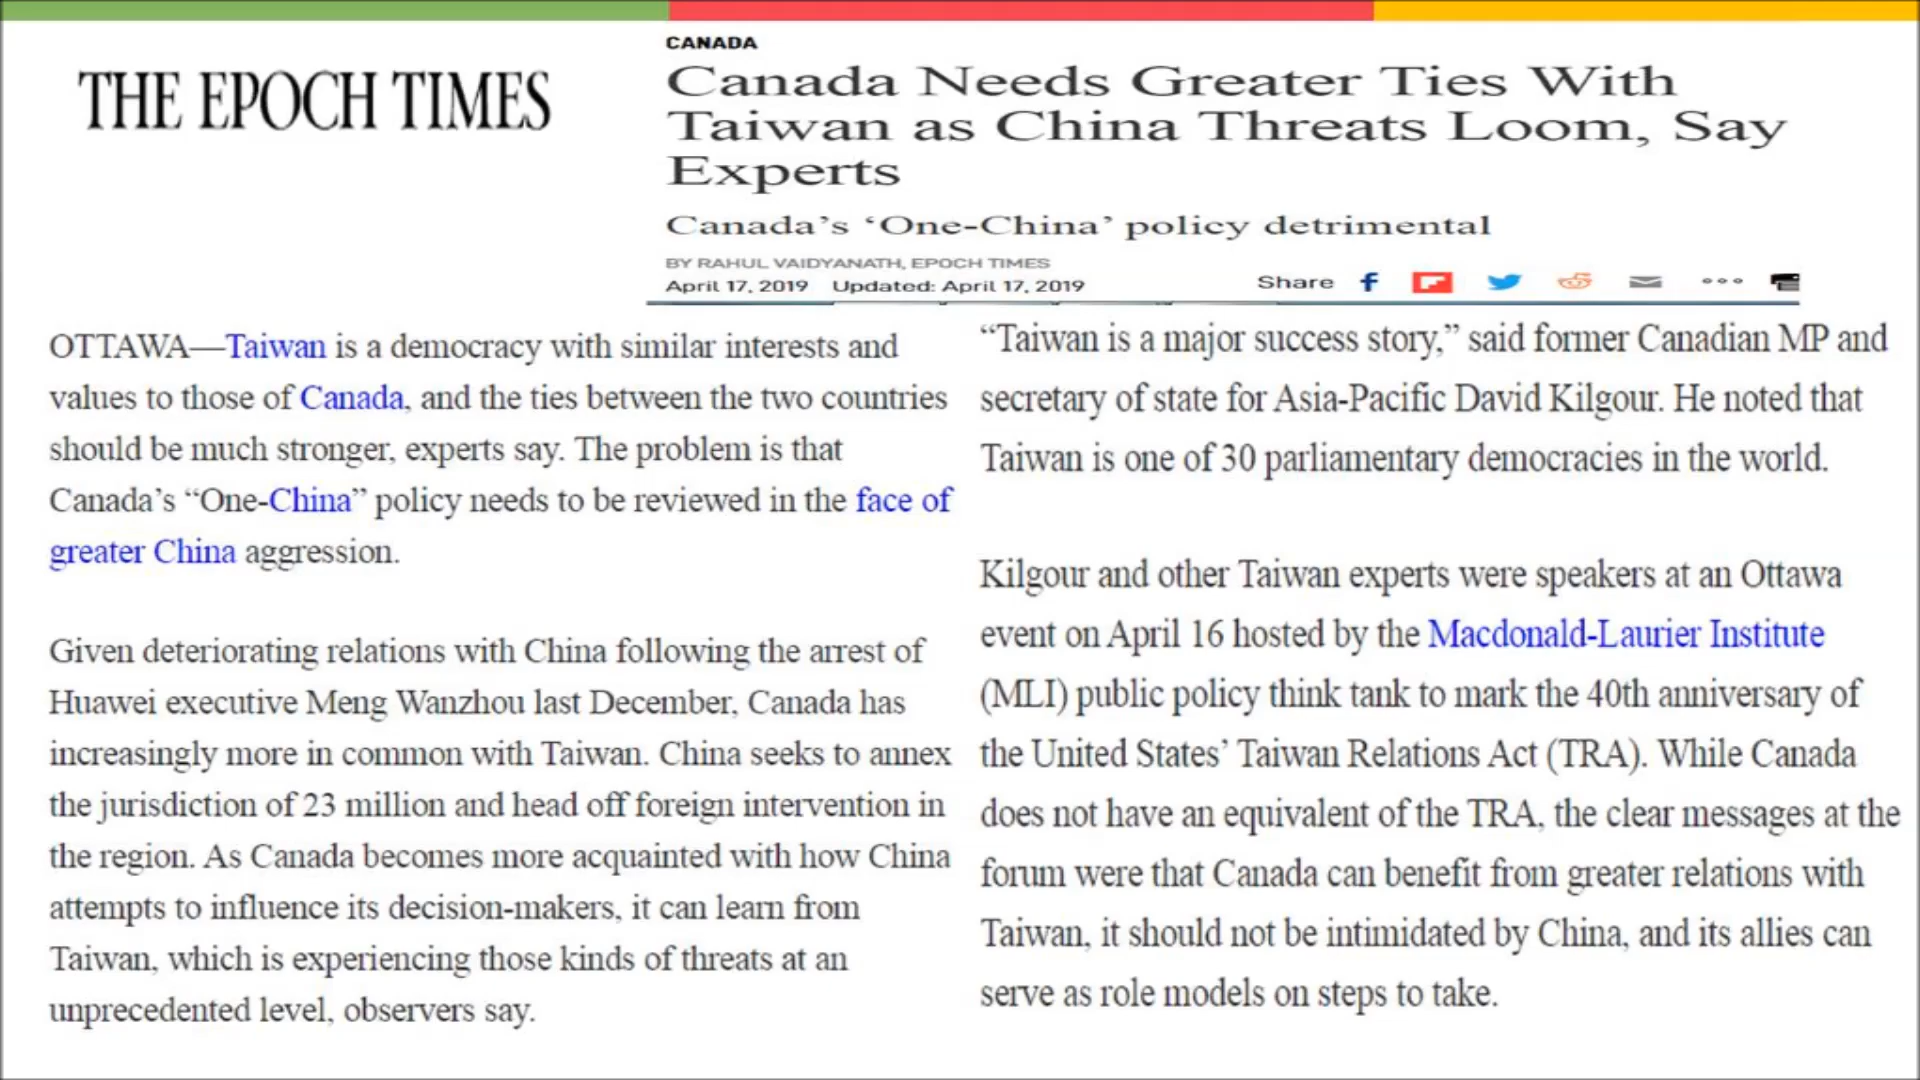 THE EPOCH TIMES
CANADA
Canada Needs Greater Ties With
Taiwan as China Threats Loom, Say
Experts
Canada’s ‘One-China’ policy detrimental
BY RAHUL VAIDYANATH, EPOCH TIMES
April 17, 2019 Updated: April 17, 2019
Share
OTTAWA—Taiwan is a democracy with similar interests and
values to those of Canada, and the ties between the two countries
should be much stronger, experts say. The problem is that
Canada’s “One-China” policy needs to be reviewed in the face of
greater China aggression.
Given deteriorating relations with China following the arrest of
Huawei executive Meng Wanzhou last December, Canada has
increasingly more in common with Taiwan. China seeks to annex
the jurisdiction of 23 million and head off foreign intervention in
the region. As Canada becomes more acquainted with how China
attempts to influence its decision-makers, it can learn from
Taiwan, which is experiencing those kinds of threats at an
unprecedented level, observers say.
“Taiwan is a major success story,” said former Canadian MP and
secretary of state for Asia-Pacific David Kilgour. He noted that
Taiwan is one of 30 parliamentary democracies in the world.
Kilgour and other Taiwan experts were speakers at an Ottawa
event on April 16 hosted by the Macdonald-Laurier Institute
(MLI) public policy think tank to mark the 40th anniversary of
the United States’ Taiwan Relations Act (TRA). While Canada
does not have an equivalent of the TRA, the clear messages at the
forum were that Canada can benefit from greater relations with
Taiwan, it should not be intimidated by China, and its allies can
serve as role models on steps to take.